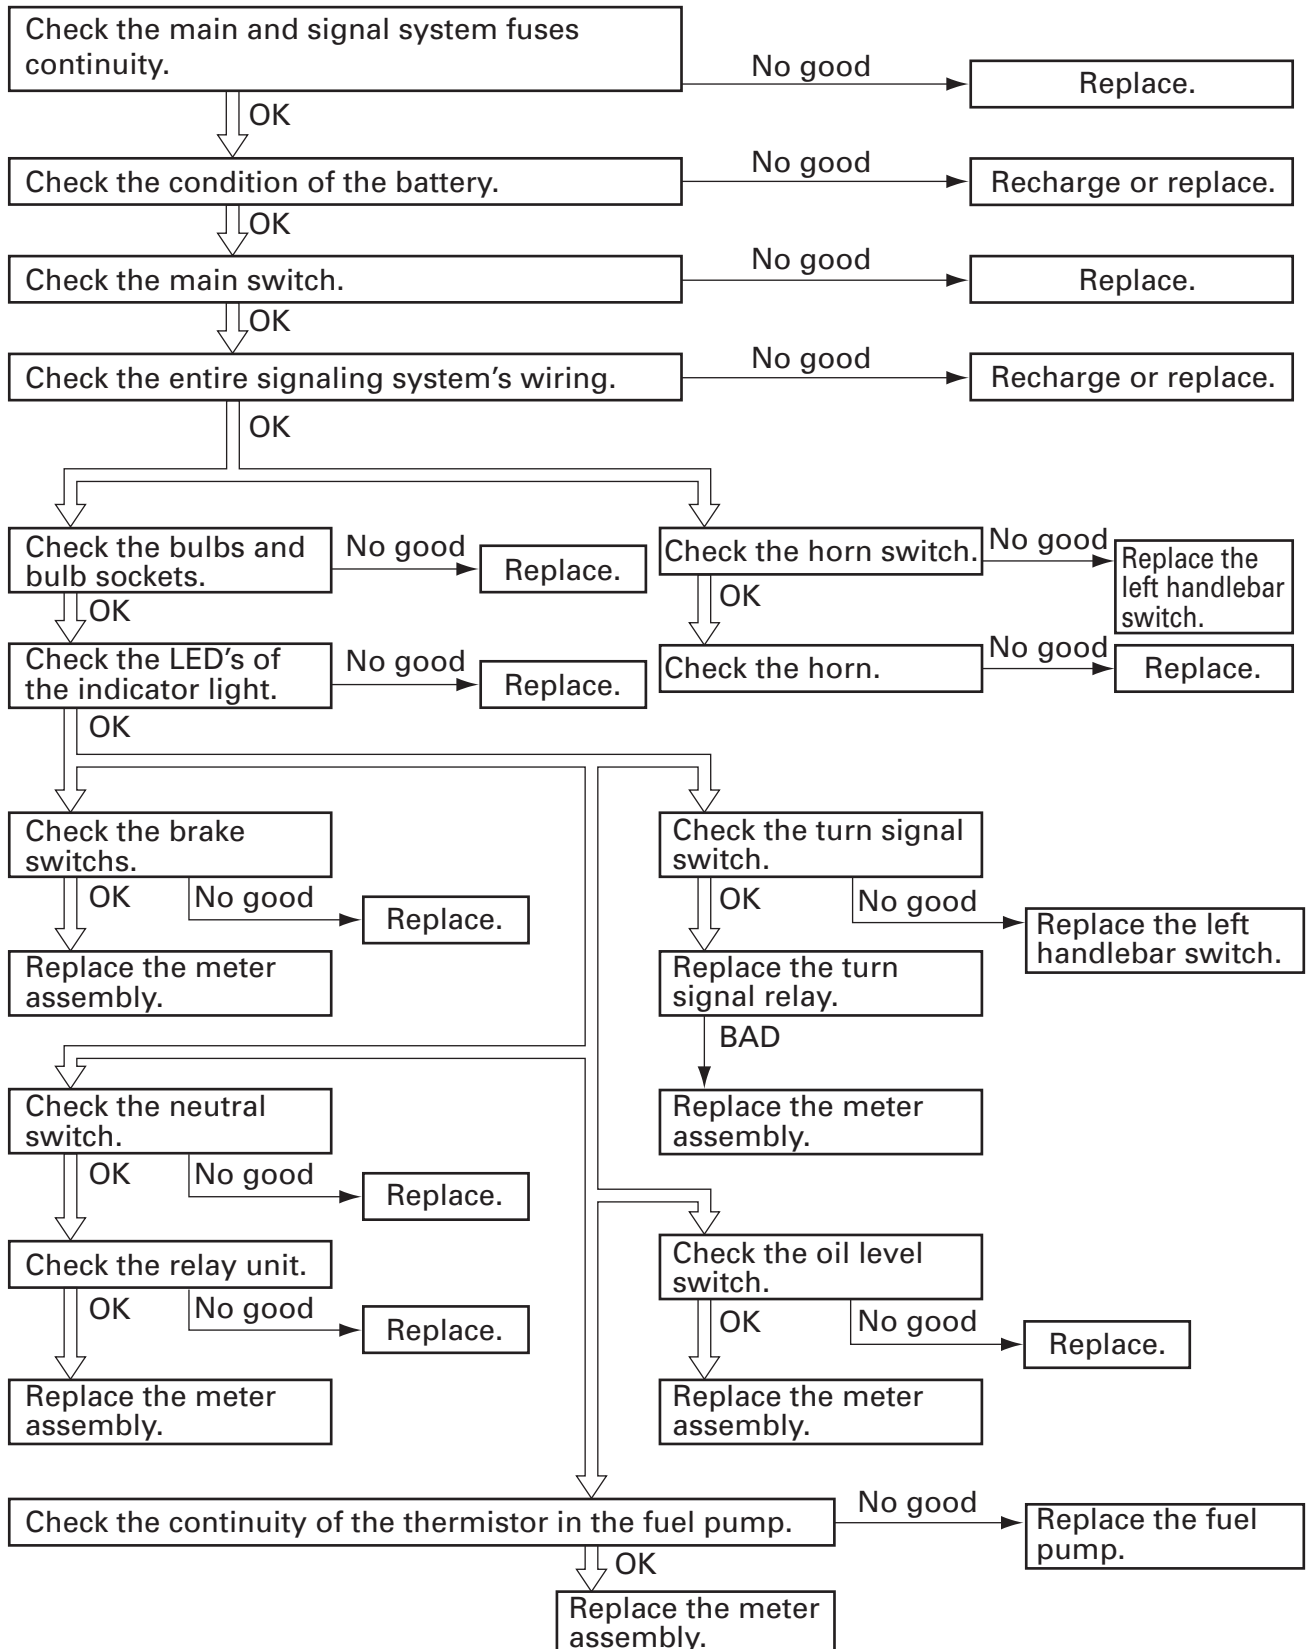 Check the main and signal system fuses
continuity.
No good
Replace.
OK
Check the condition of the battery.
No good
Recharge or replace.
OK
Check the main switch.
No good
Replace.
OK
Check the entire signaling system’s wiring.
No good
Recharge or replace.
OK
Check the bulbs and
bulb sockets.
No good
Replace.
OK
Check the horn switch.
No good
Replace the
left handlebar
switch.
OK
Check the LED’s of
the indicator light.
No good
Replace.
OK
Check the horn.
No good
Replace.
Check the brake
switchs.
OK
No good
Replace.
Replace the meter
assembly.
Check the turn signal
switch.
OK
No good
Replace the left
handlebar switch.
Replace the turn
signal relay.
BAD
Replace the meter
assembly.
Check the neutral
switch.
OK
No good
Replace.
Check the relay unit.
OK
No good
Replace.
Replace the meter
assembly.
Check the oil level
switch.
OK
No good
Replace.
Replace the meter
assembly.
Check the continuity of the thermistor in the fuel pump.
No good
Replace the fuel
pump.
OK
Replace the meter
assembly.